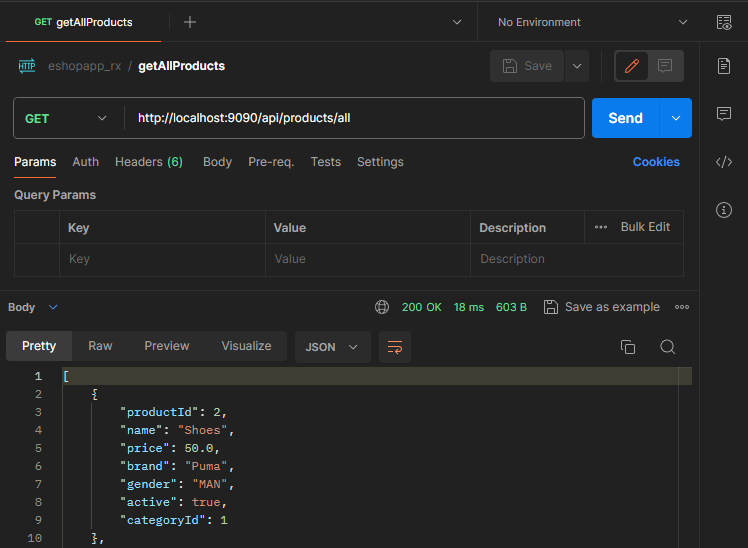 GET getAllProducts
No Environment
HTTP eshopapp_rx / getAllProducts
Save
GET http://localhost:9090/api/products/all
Send
Params Auth Headers (6) Body Pre-req. Tests Settings Cookies
Query Params
Key Value Description Bulk Edit
Key Value Description
Body 200 OK 18 ms 603 B Save as example
Pretty Raw Preview Visualize JSON
1 [
2 {
3 "productId": 2,
4 "name": "Shoes",
5 "price": 50.0,
6 "brand": "Puma",
7 "gender": "MAN",
8 "active": true,
9 "categoryId": 1
10 },